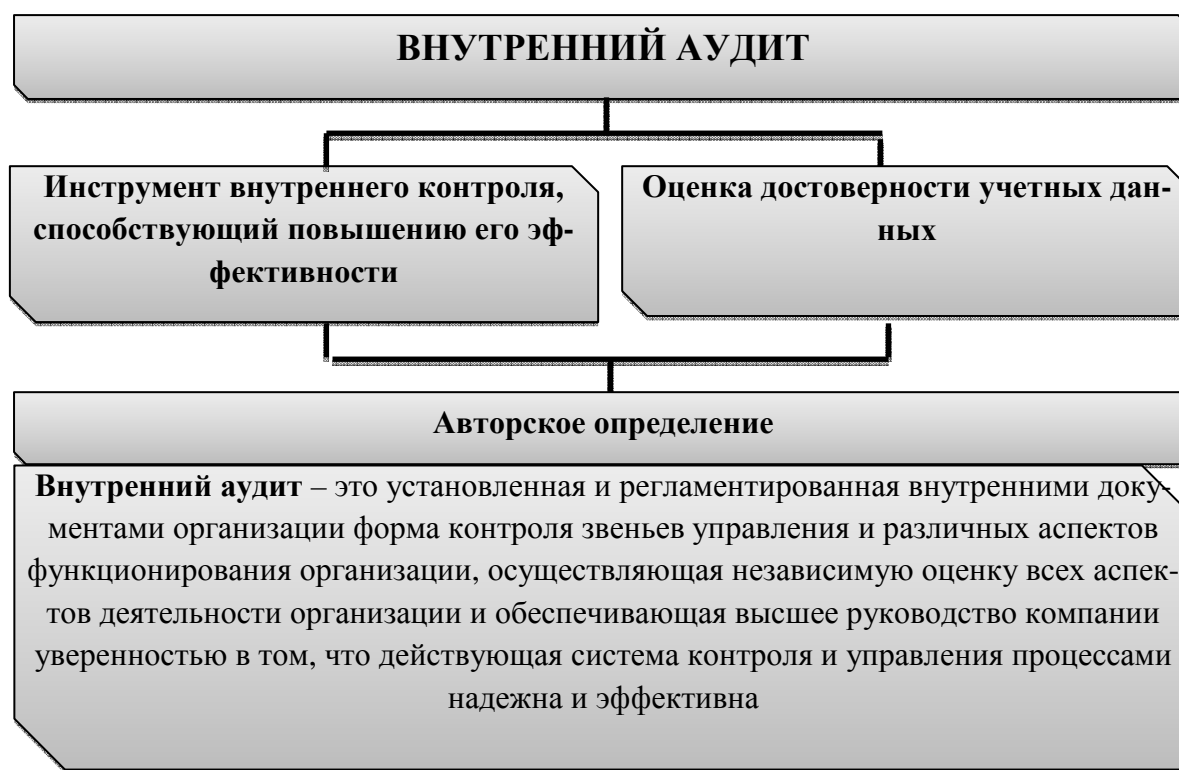 ВНУТРЕННИЙ АУДИТ
Инструмент внутреннего контроля,
способствующий повышению его эф-
фективности
Оценка достоверности учетных дан-
ных
Авторское определение
Внутренний аудит – это установленная и регламентированная внутренними доку-
ментами организации форма контроля звеньев управления и различных аспектов
функционирования организации, осуществляющая независимую оценку всех аспек-
тов деятельности организации и обеспечивающая высшее руководство компании
уверенностью в том, что действующая система контроля и управления процессами
надежна и эффективна